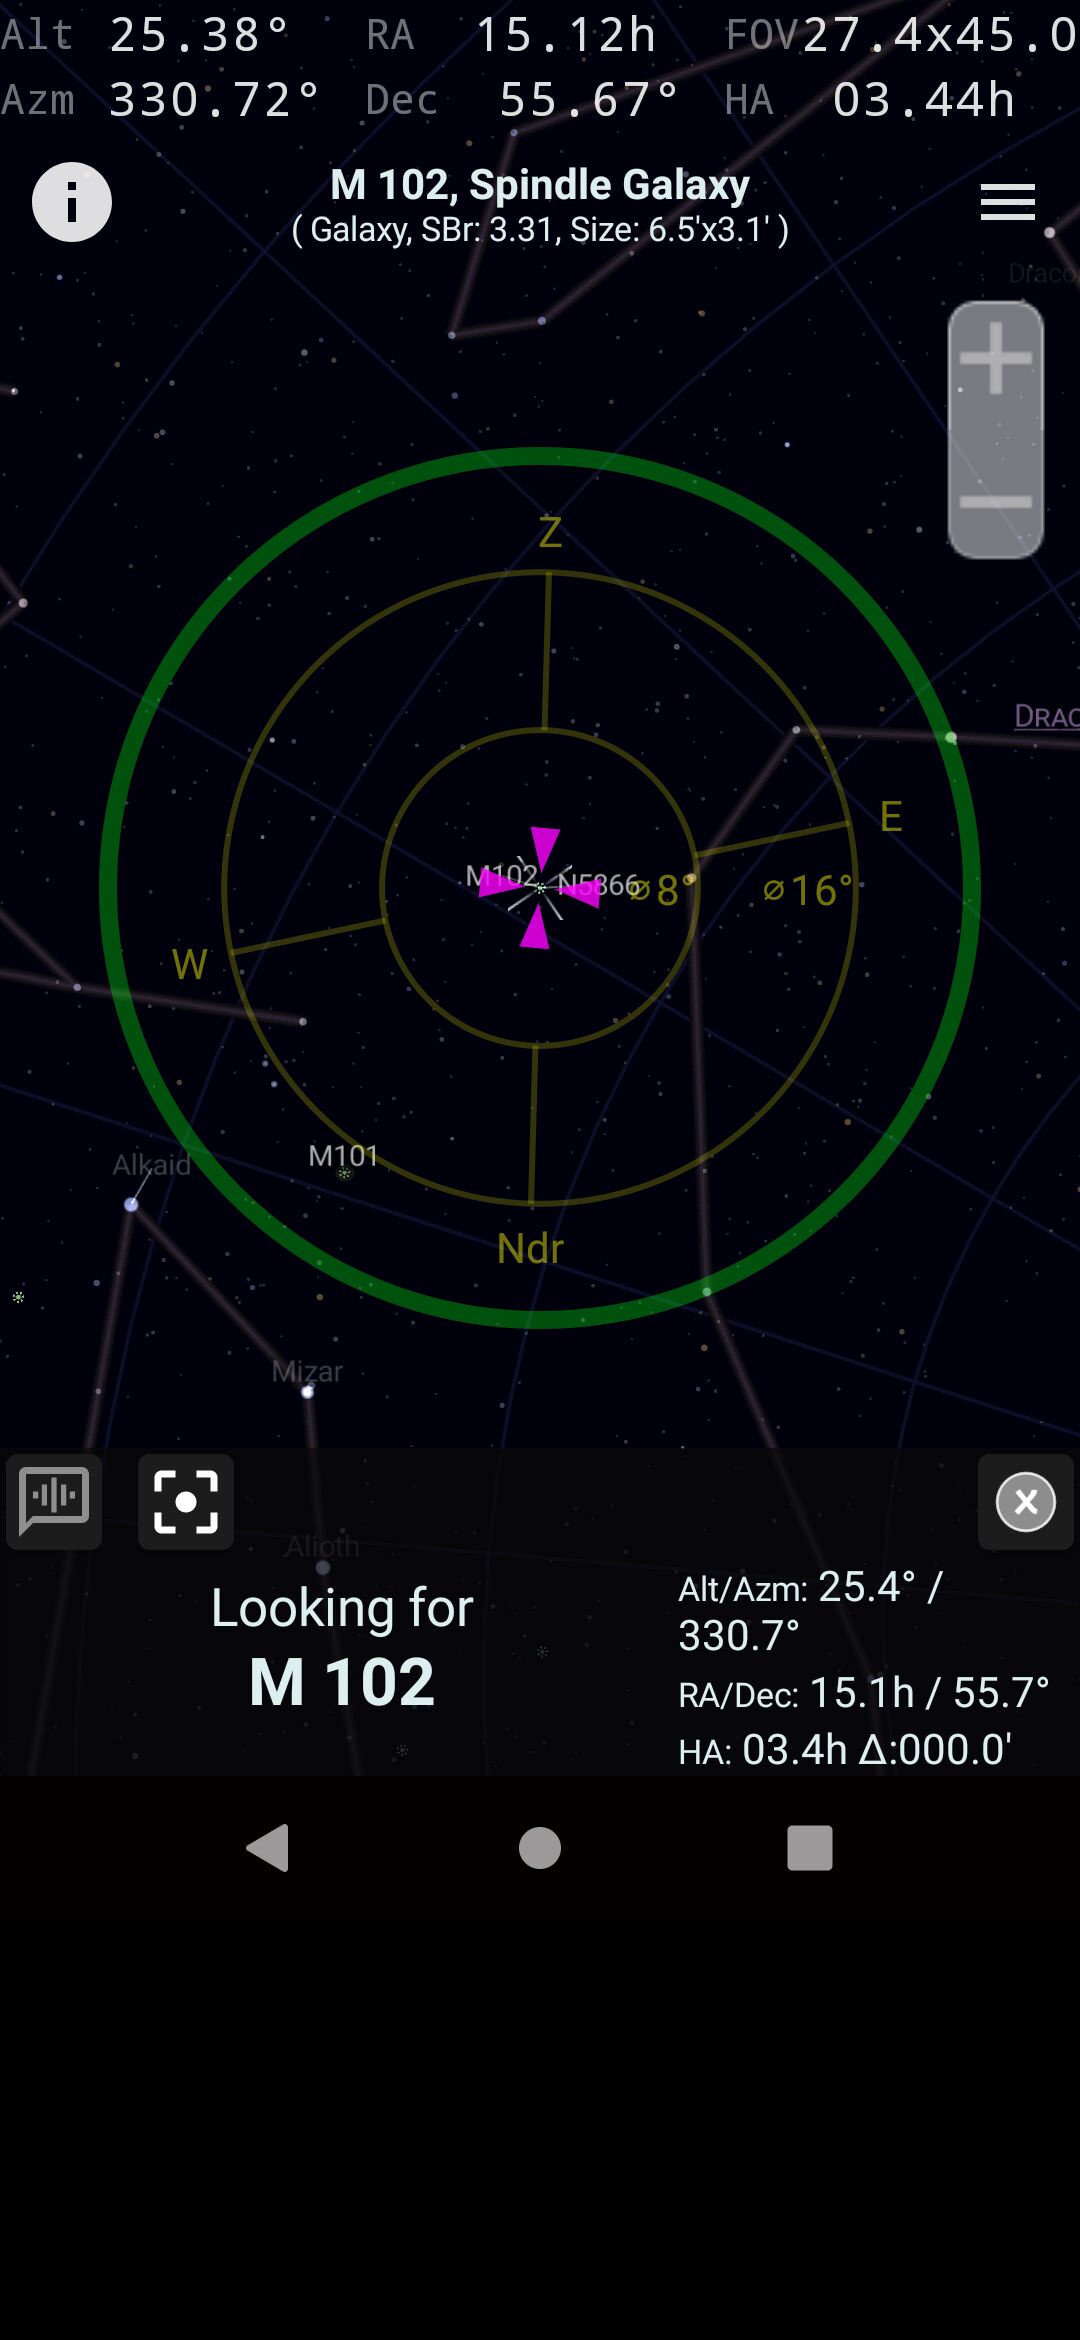 Alt 25.38° RA 15.12h FOV27.4x45.0
Azm 330.72° Dec 55.67° HA 03.44h
M 102, Spindle Galaxy
( Galaxy, SBr: 3.31, Size: 6.5'x3.1' )
Draco
Z
DRAC
E
M102 N5866 ⌀8° ⌀16°
W
M101
Alkaid
Ndr
Mizar
Alioth
Looking for
M 102
Alt/Azm: 25.4° /
330.7°
RA/Dec: 15.1h / 55.7°
HA: 03.4h Δ:000.0'